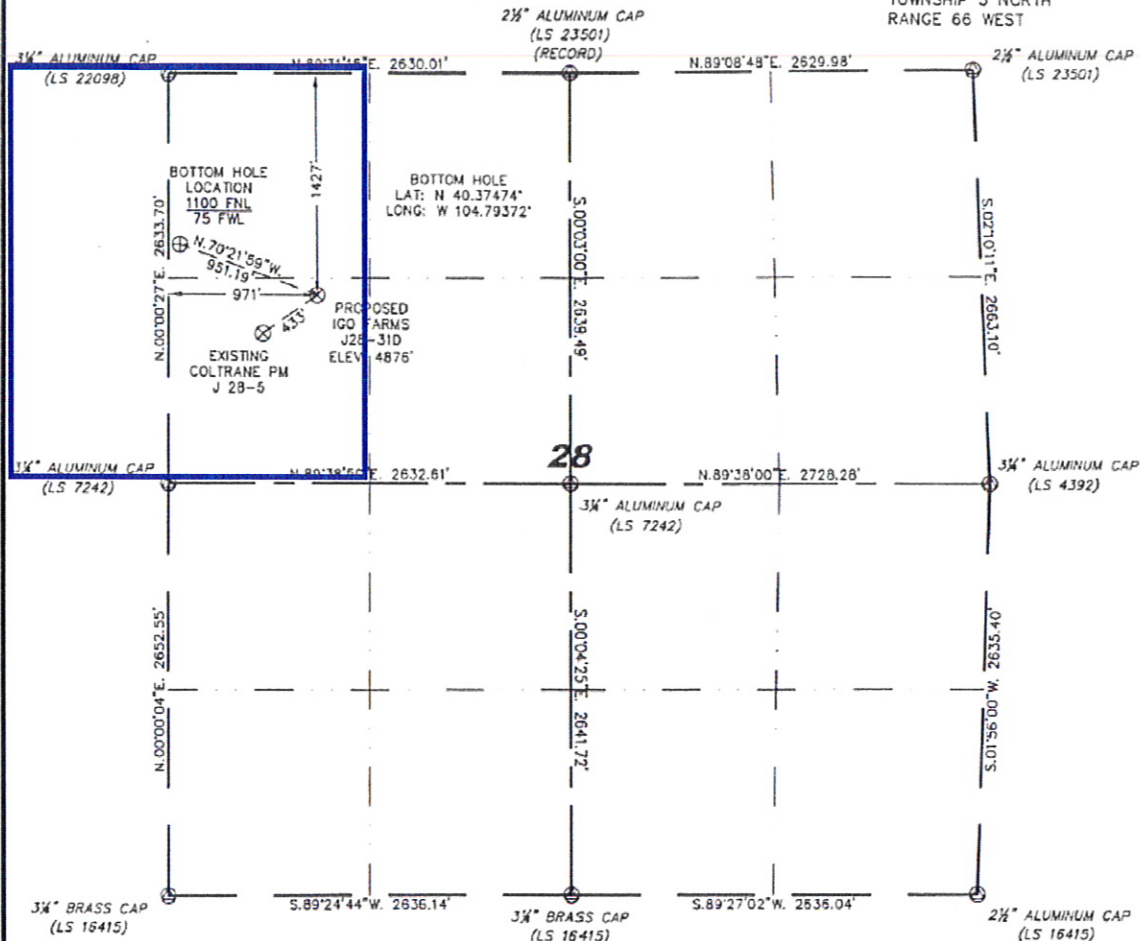 TOWNSHIP 5 NORTH
RANGE 66 WEST
2½" ALUMINUM CAP
(LS 23501)
(RECORD)
3¼" ALUMINUM CAP
(LS 22098)
2630.01'
N.89°08'48"E. 2629.98'
2½" ALUMINUM CAP
(LS 23501)
BOTTOM HOLE
LOCATION
1100 FNL
75 FWL
1427'
BOTTOM HOLE
LAT: N 40.37474°
LONG: W 104.79372°
N.00°00'27"E. 2633.70'
N.70°21'59"W.
951.19'
971'
433'
PROPOSED
IGO FARMS
J28-31D
ELEV. 4876'
EXISTING
COLTRANE PM
J 28-5
S.00°03'00"E. 2639.49'
S.02°10'11"E. 2663.10'
28
3¼" ALUMINUM CAP
(LS 7242)
2632.61'
N.89°38'00"E. 2728.28'
3¼" ALUMINUM CAP
(LS 4392)
3¼" ALUMINUM CAP
(LS 7242)
N.00°00'04"E. 2652.55'
S.00°04'25"E. 2641.72'
2635.40'
3¼" BRASS CAP
(LS 16415)
S.89°24'44"W. 2636.14'
3¼" BRASS CAP
(LS 16415)
S.89°27'02"W. 2536.04'
2½" ALUMINUM CAP
(LS 16415)